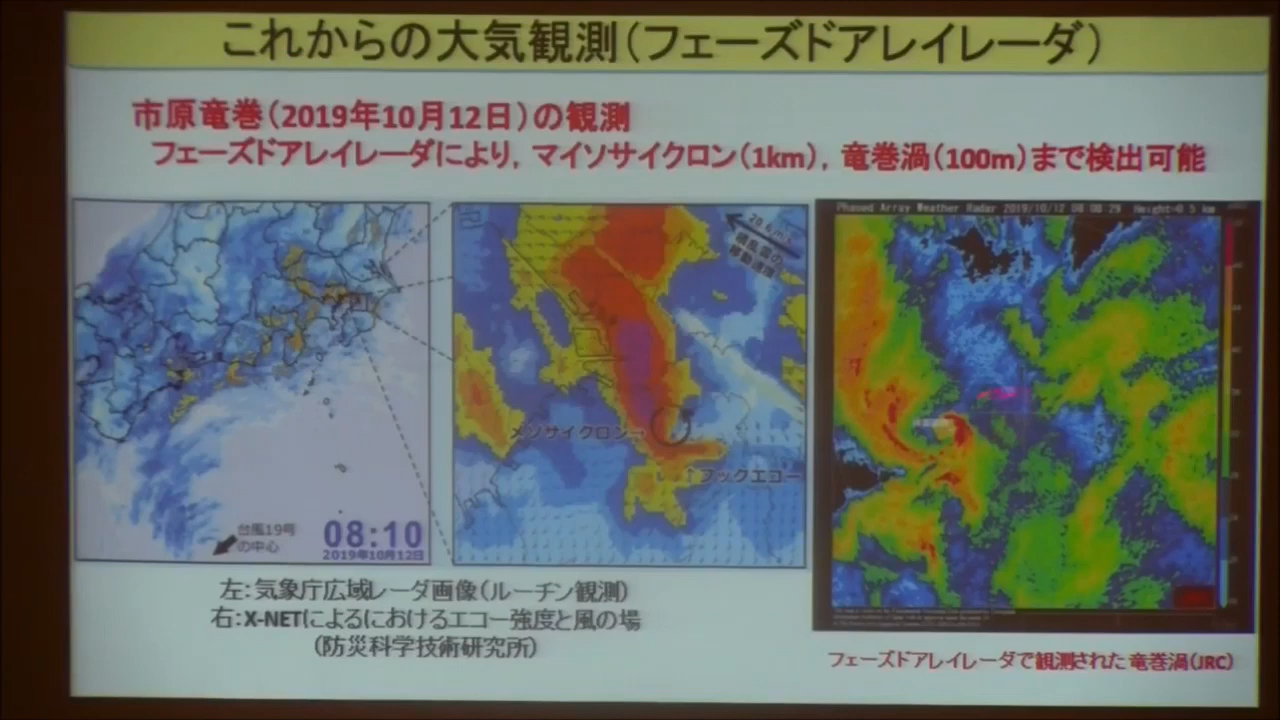 これからの大気観測（フェーズドアレイレーダ）
市原竜巻（2019年10月12日）の観測
フェーズドアレイレーダにより，マイソサイクロン（1km），竜巻渦（100m）まで検出可能
Phased Array Weather Radar 2019/10/12 08:08:29 Height=0.5 km
20.6m/s
積乱雲の
移動速度
メソサイクロン→
フックエコー
台風19号
の中心
08:10
2019年10月12日
左：気象庁広域レーダ画像（ルーチン観測）
右：X-NETによるにおけるエコー強度と風の場
（防災科学技術研究所）
フェーズドアレイレーダで観測された竜巻渦（JRC）